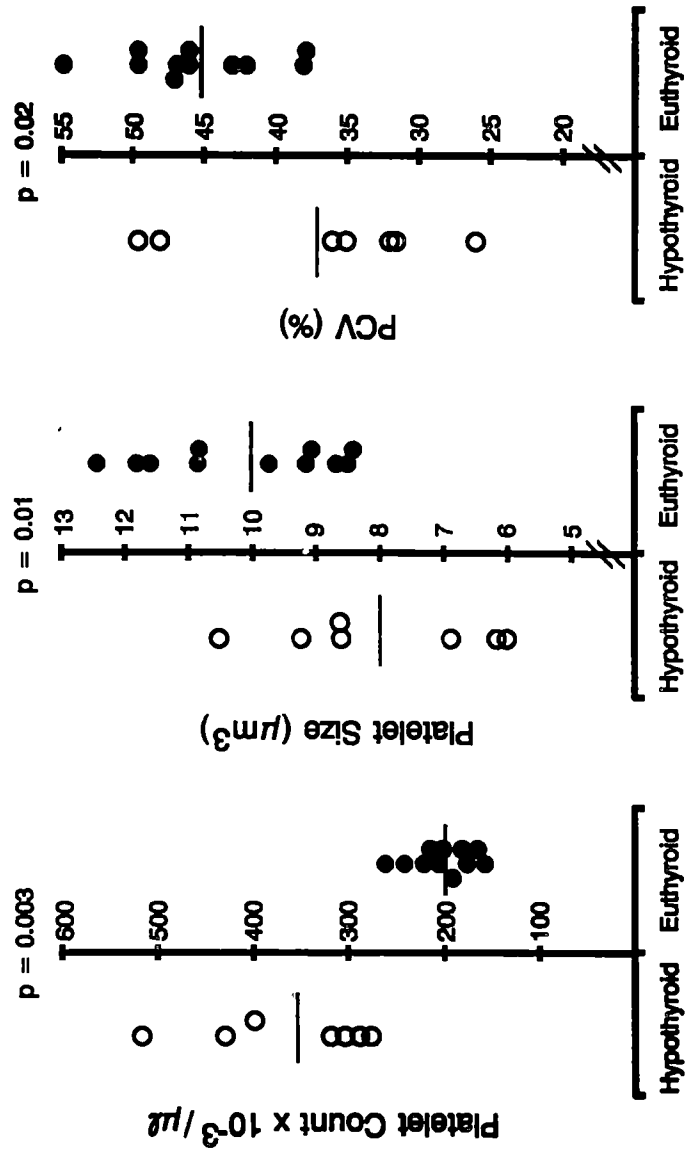 p = 0.003
Platelet Count x 10⁻³/μℓ
600
500
400
300
200
100
Hypothyroid
Euthyroid
p = 0.01
Platelet Size (μm³)
13
12
11
10
9
8
7
6
5
Hypothyroid
Euthyroid
p = 0.02
PCV (%)
55
50
45
40
35
30
25
20
Hypothyroid
Euthyroid